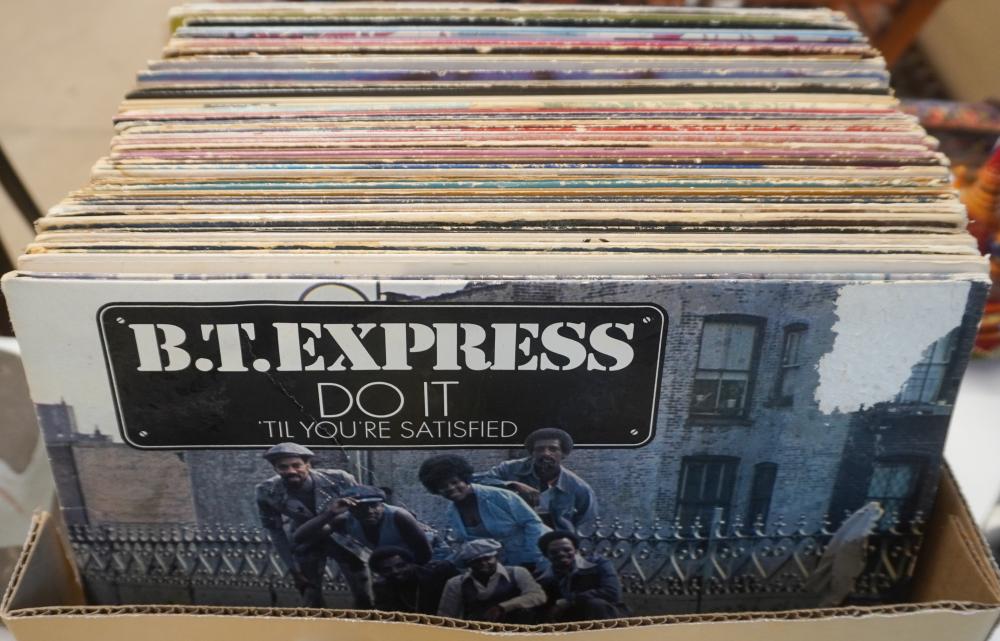 B.T. EXPRESS
DO IT
'TIL YOU'RE SATISFIED